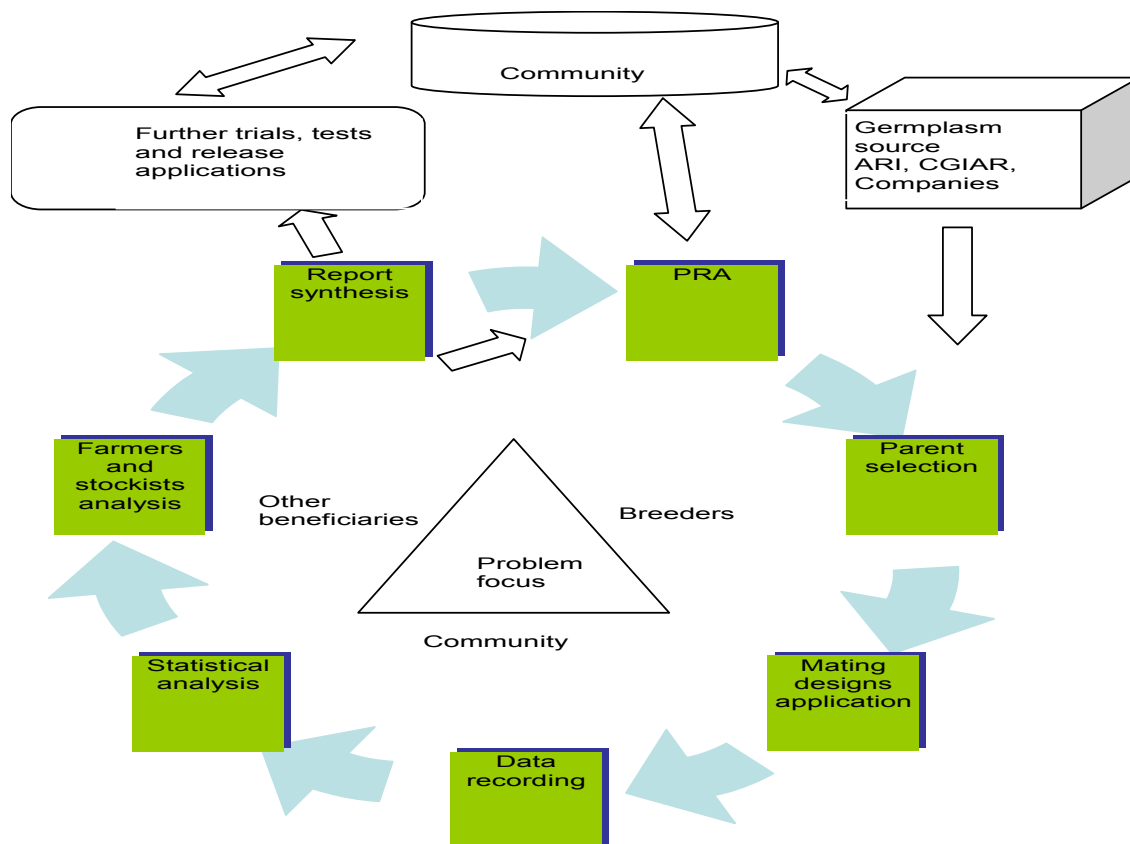 Community
Further trials, tests
and release
applications
Germplasm
source
ARI, CGIAR,
Companies
Report
synthesis
PRA
Farmers
and
stockists
analysis
Parent
selection
Other
beneficiaries
Breeders
Problem
focus
Community
Statistical
analysis
Mating
designs
application
Data
recording